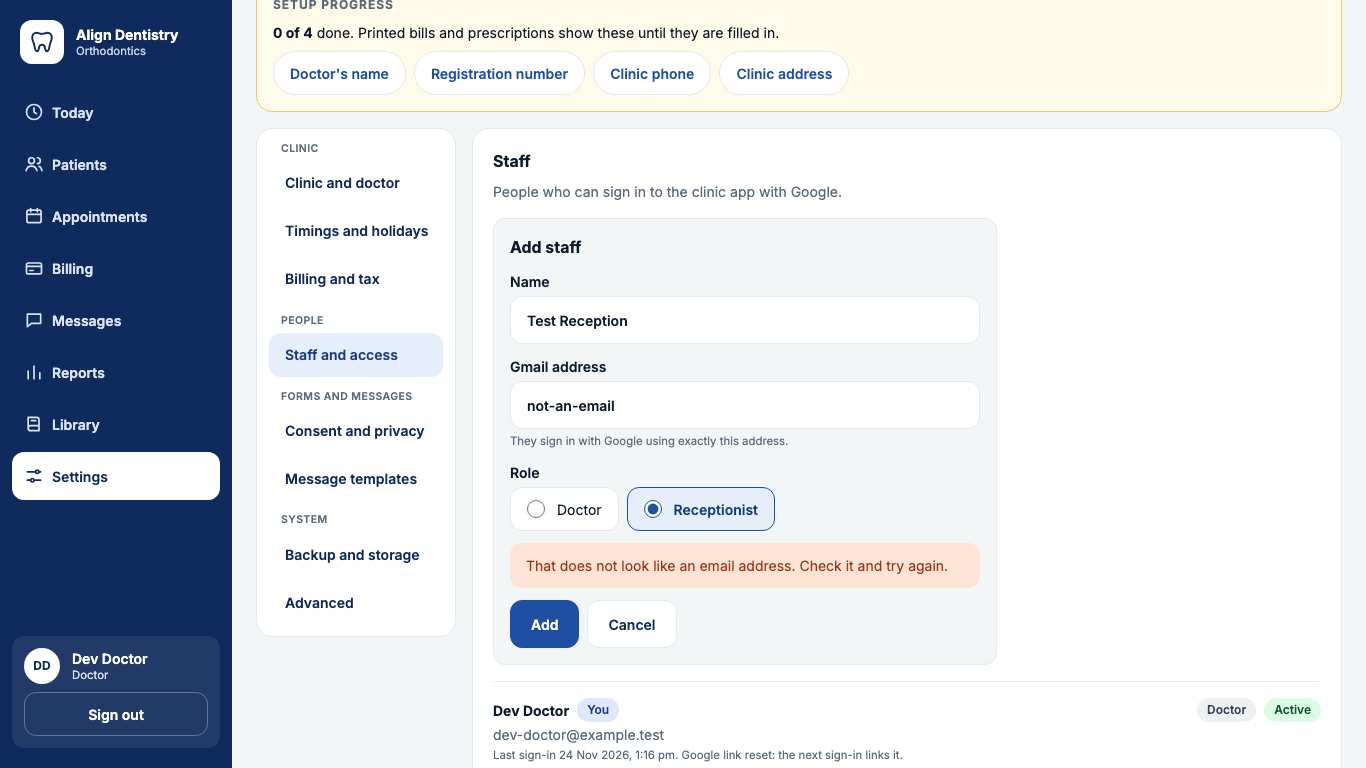 Align Dentistry
Orthodontics
Today
Patients
Appointments
Billing
Messages
Reports
Library
Settings
DD
Dev Doctor
Doctor
Sign out
SETUP PROGRESS
0 of 4 done. Printed bills and prescriptions show these until they are filled in.
Doctor's name
Registration number
Clinic phone
Clinic address
CLINIC
Clinic and doctor
Timings and holidays
Billing and tax
PEOPLE
Staff and access
FORMS AND MESSAGES
Consent and privacy
Message templates
SYSTEM
Backup and storage
Advanced
Staff
People who can sign in to the clinic app with Google.
Add staff
Name
Test Reception
Gmail address
not-an-email
They sign in with Google using exactly this address.
Role
Doctor
Receptionist
That does not look like an email address. Check it and try again.
Add
Cancel
Dev Doctor You
Doctor
Active
dev-doctor@example.test
Last sign-in 24 Nov 2026, 1:16 pm. Google link reset: the next sign-in links it.